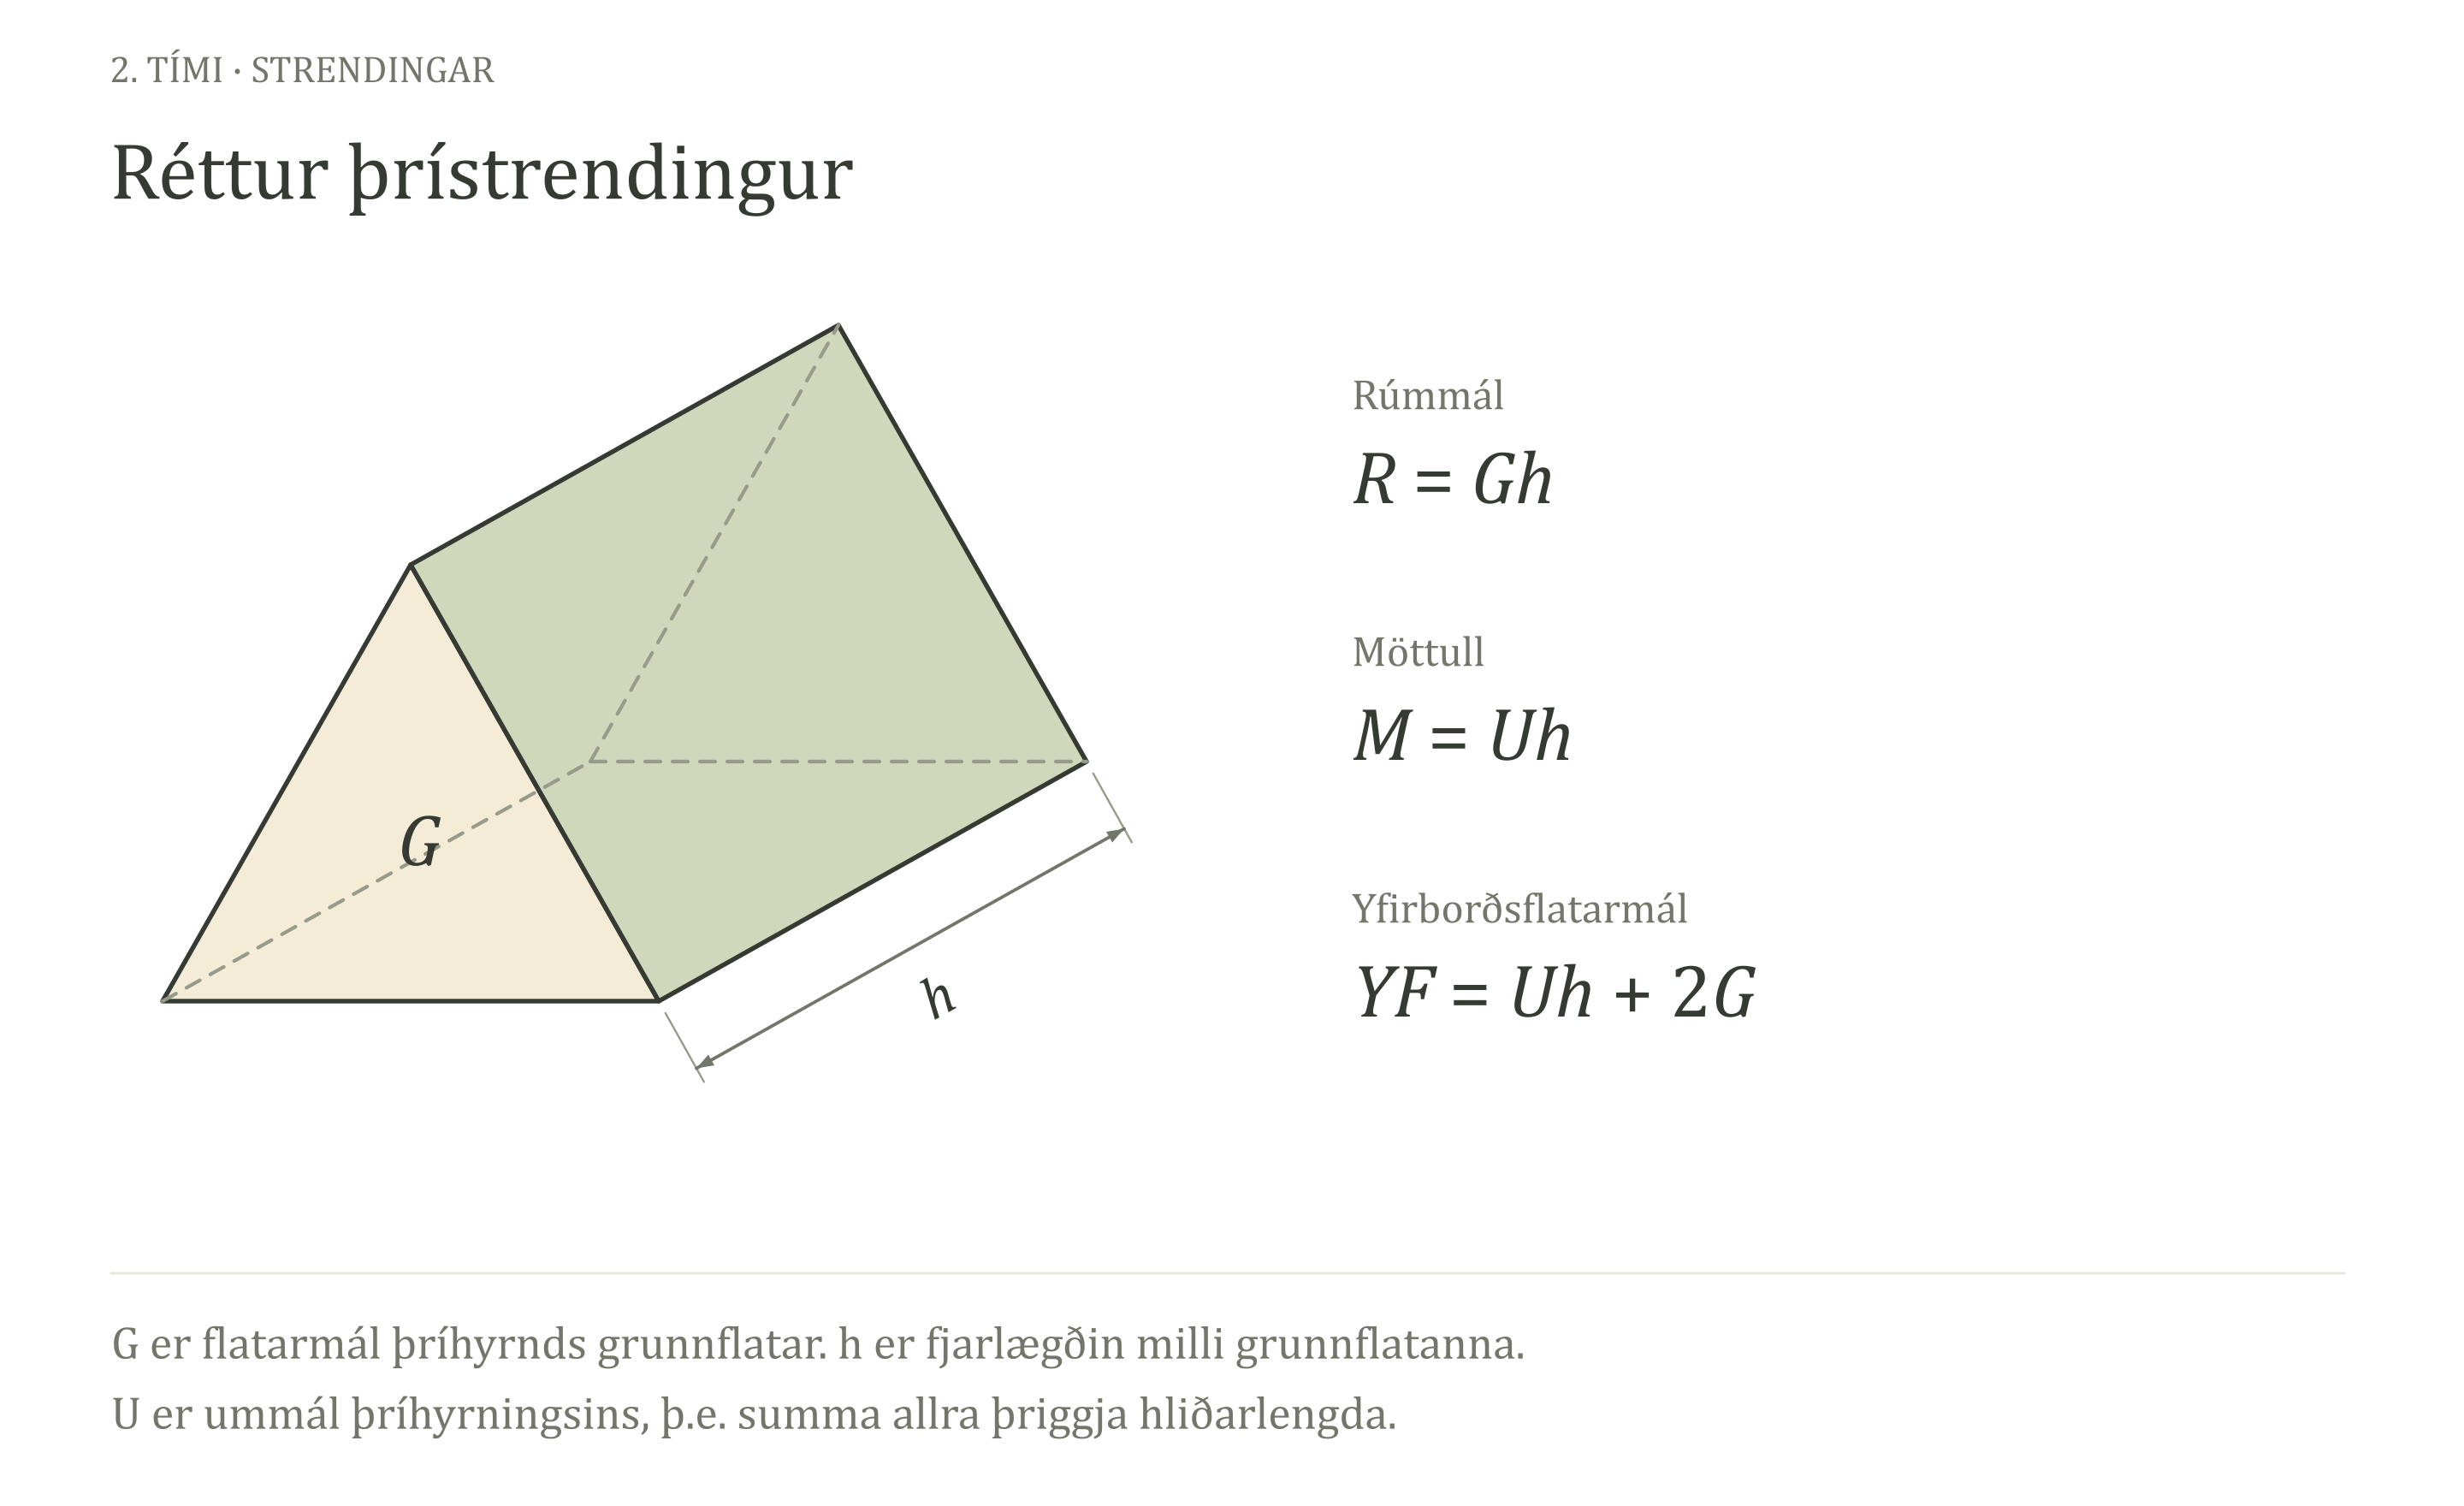 2. TÍMI · STRENDINGAR
Réttur þrístrendingur
G
h
Rúmmál
R = Gh
Möttull
M = Uh
Yfirborðsflatarmál
YF = Uh + 2G
G er flatarmál þríhyrnds grunnflatar. h er fjarlægðin milli grunnflatanna.
U er ummál þríhyrningsins, þ.e. summa allra þriggja hliðarlengda.